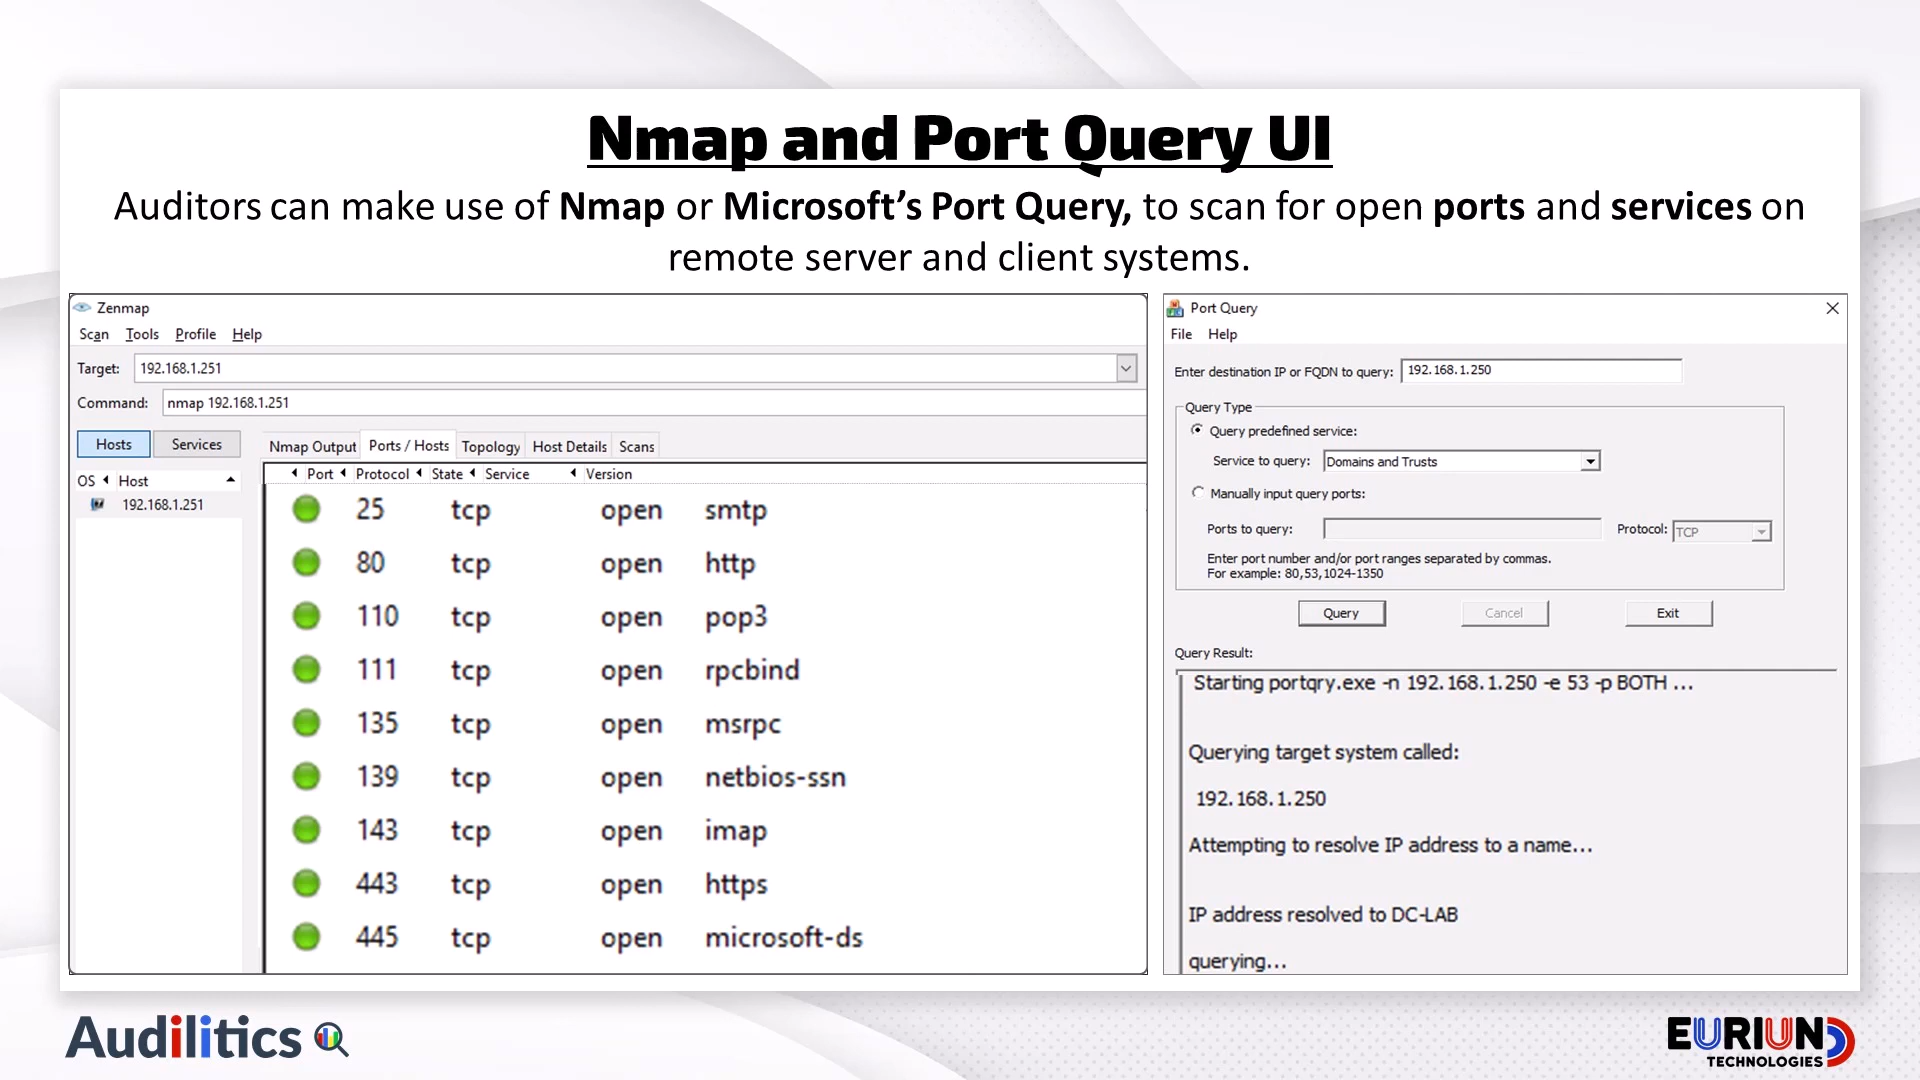 Nmap and Port Query UI
Auditors can make use of Nmap or Microsoft’s Port Query, to scan for open ports and services on
remote server and client systems.
Zenmap
Scan Tools Profile Help
Target: 192.168.1.251
Command: nmap 192.168.1.251
Hosts Services
Nmap Output Ports / Hosts Topology Host Details Scans
OS Host
192.168.1.251
Port Protocol State Service Version
25 tcp open smtp
80 tcp open http
110 tcp open pop3
111 tcp open rpcbind
135 tcp open msrpc
139 tcp open netbios-ssn
143 tcp open imap
443 tcp open https
445 tcp open microsoft-ds
Port Query
File Help
Enter destination IP or FQDN to query: 192.168.1.250
Query Type
Query predefined service:
Service to query: Domains and Trusts
Manually input query ports:
Ports to query: Protocol: TCP
Enter port number and/or port ranges separated by commas.
For example: 80,53,1024-1350
Query Cancel Exit
Query Result:
Starting portqry.exe -n 192.168.1.250 -e 53 -p BOTH ...
Querying target system called:
192.168.1.250
Attempting to resolve IP address to a name...
IP address resolved to DC-LAB
querying...
Audilitics
EURIUN
TECHNOLOGIES